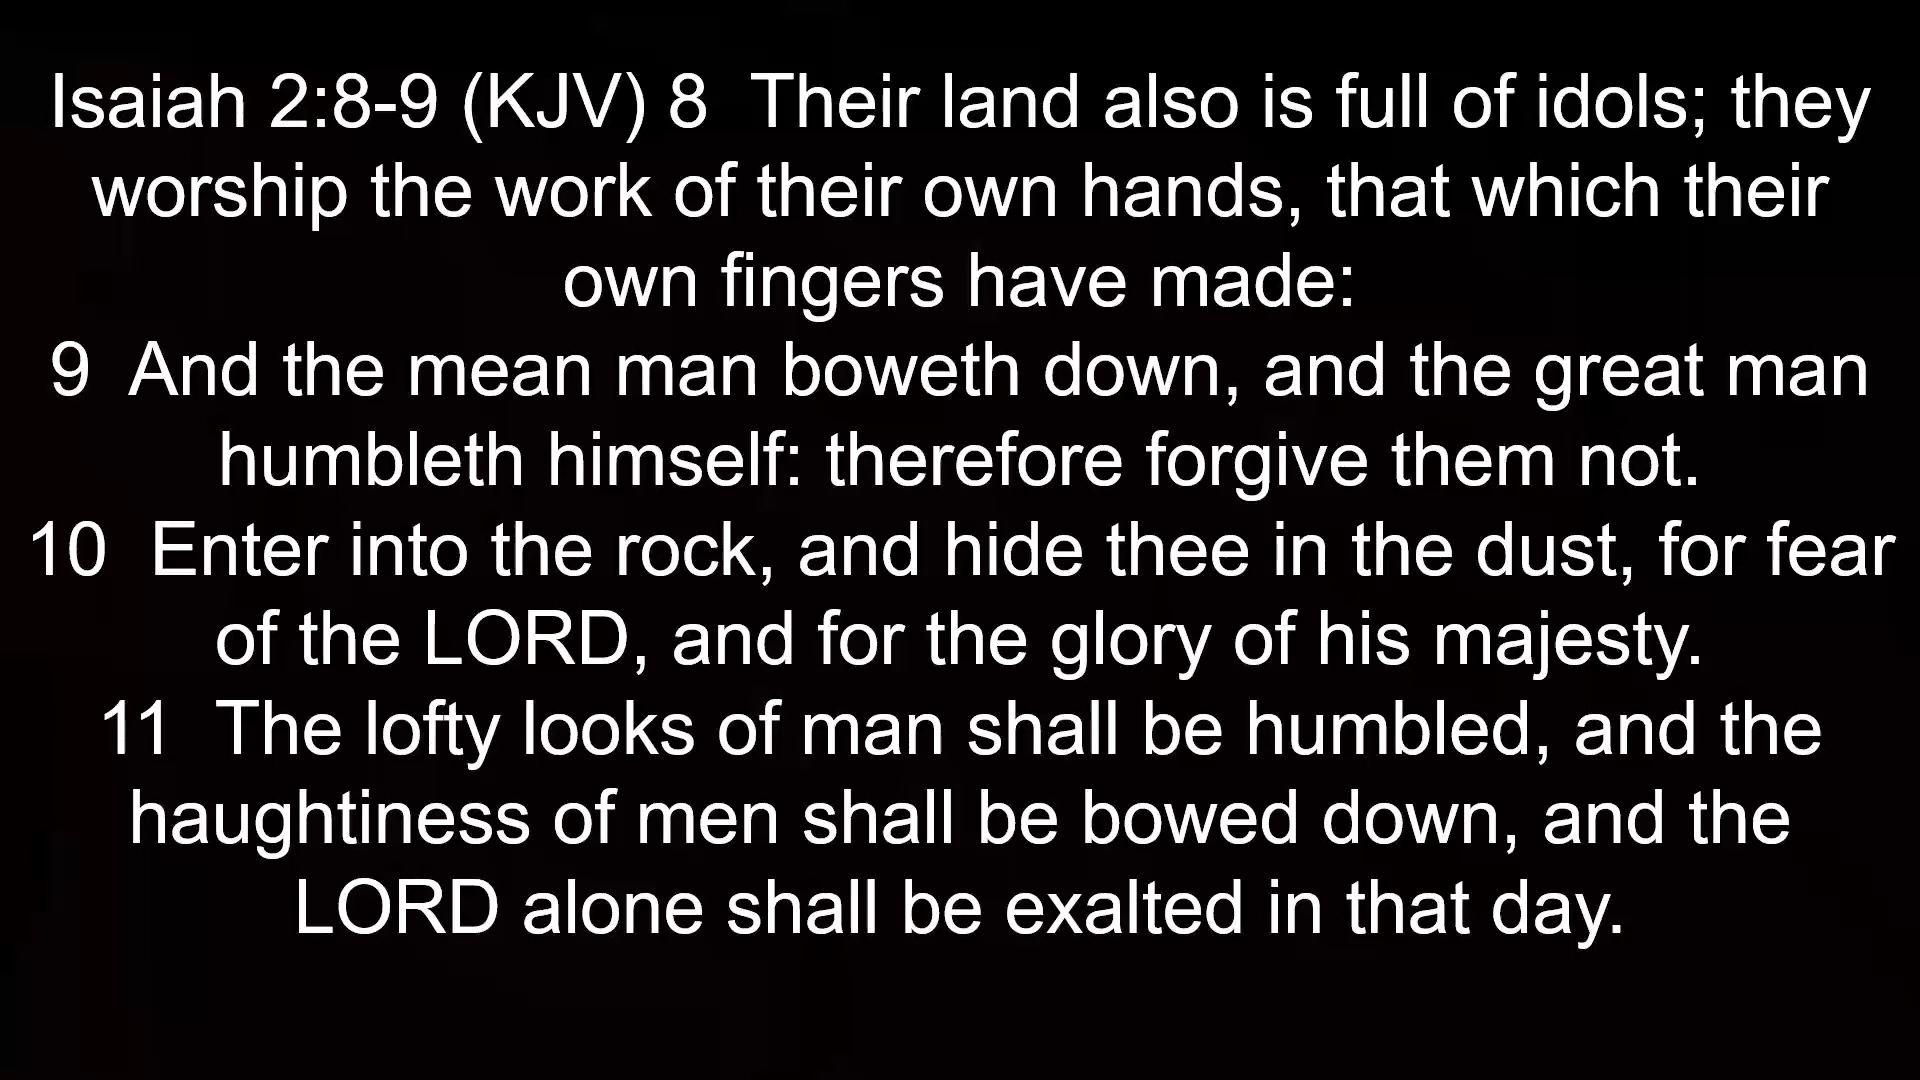 Isaiah 2:8-9 (KJV) 8  Their land also is full of idols; they
worship the work of their own hands, that which their
own fingers have made:
9  And the mean man boweth down, and the great man
humbleth himself: therefore forgive them not.
10  Enter into the rock, and hide thee in the dust, for fear
of the LORD, and for the glory of his majesty.
11  The lofty looks of man shall be humbled, and the
haughtiness of men shall be bowed down, and the
LORD alone shall be exalted in that day.